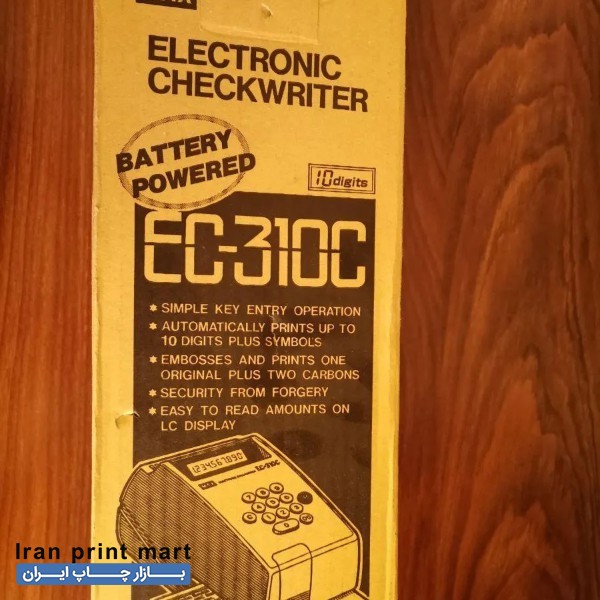 ELECTRONIC
CHECKWRITER
BATTERY
POWERED
10 digits
EC-310C
* SIMPLE KEY ENTRY OPERATION
* AUTOMATICALLY PRINTS UP TO
10 DIGITS PLUS SYMBOLS
* EMBOSSES AND PRINTS ONE
ORIGINAL PLUS TWO CARBONS
* SECURITY FROM FORGERY
* EASY TO READ AMOUNTS ON
LC DISPLAY
1234567890
EC-310C
Iran print mart
بازار چاپ ایران